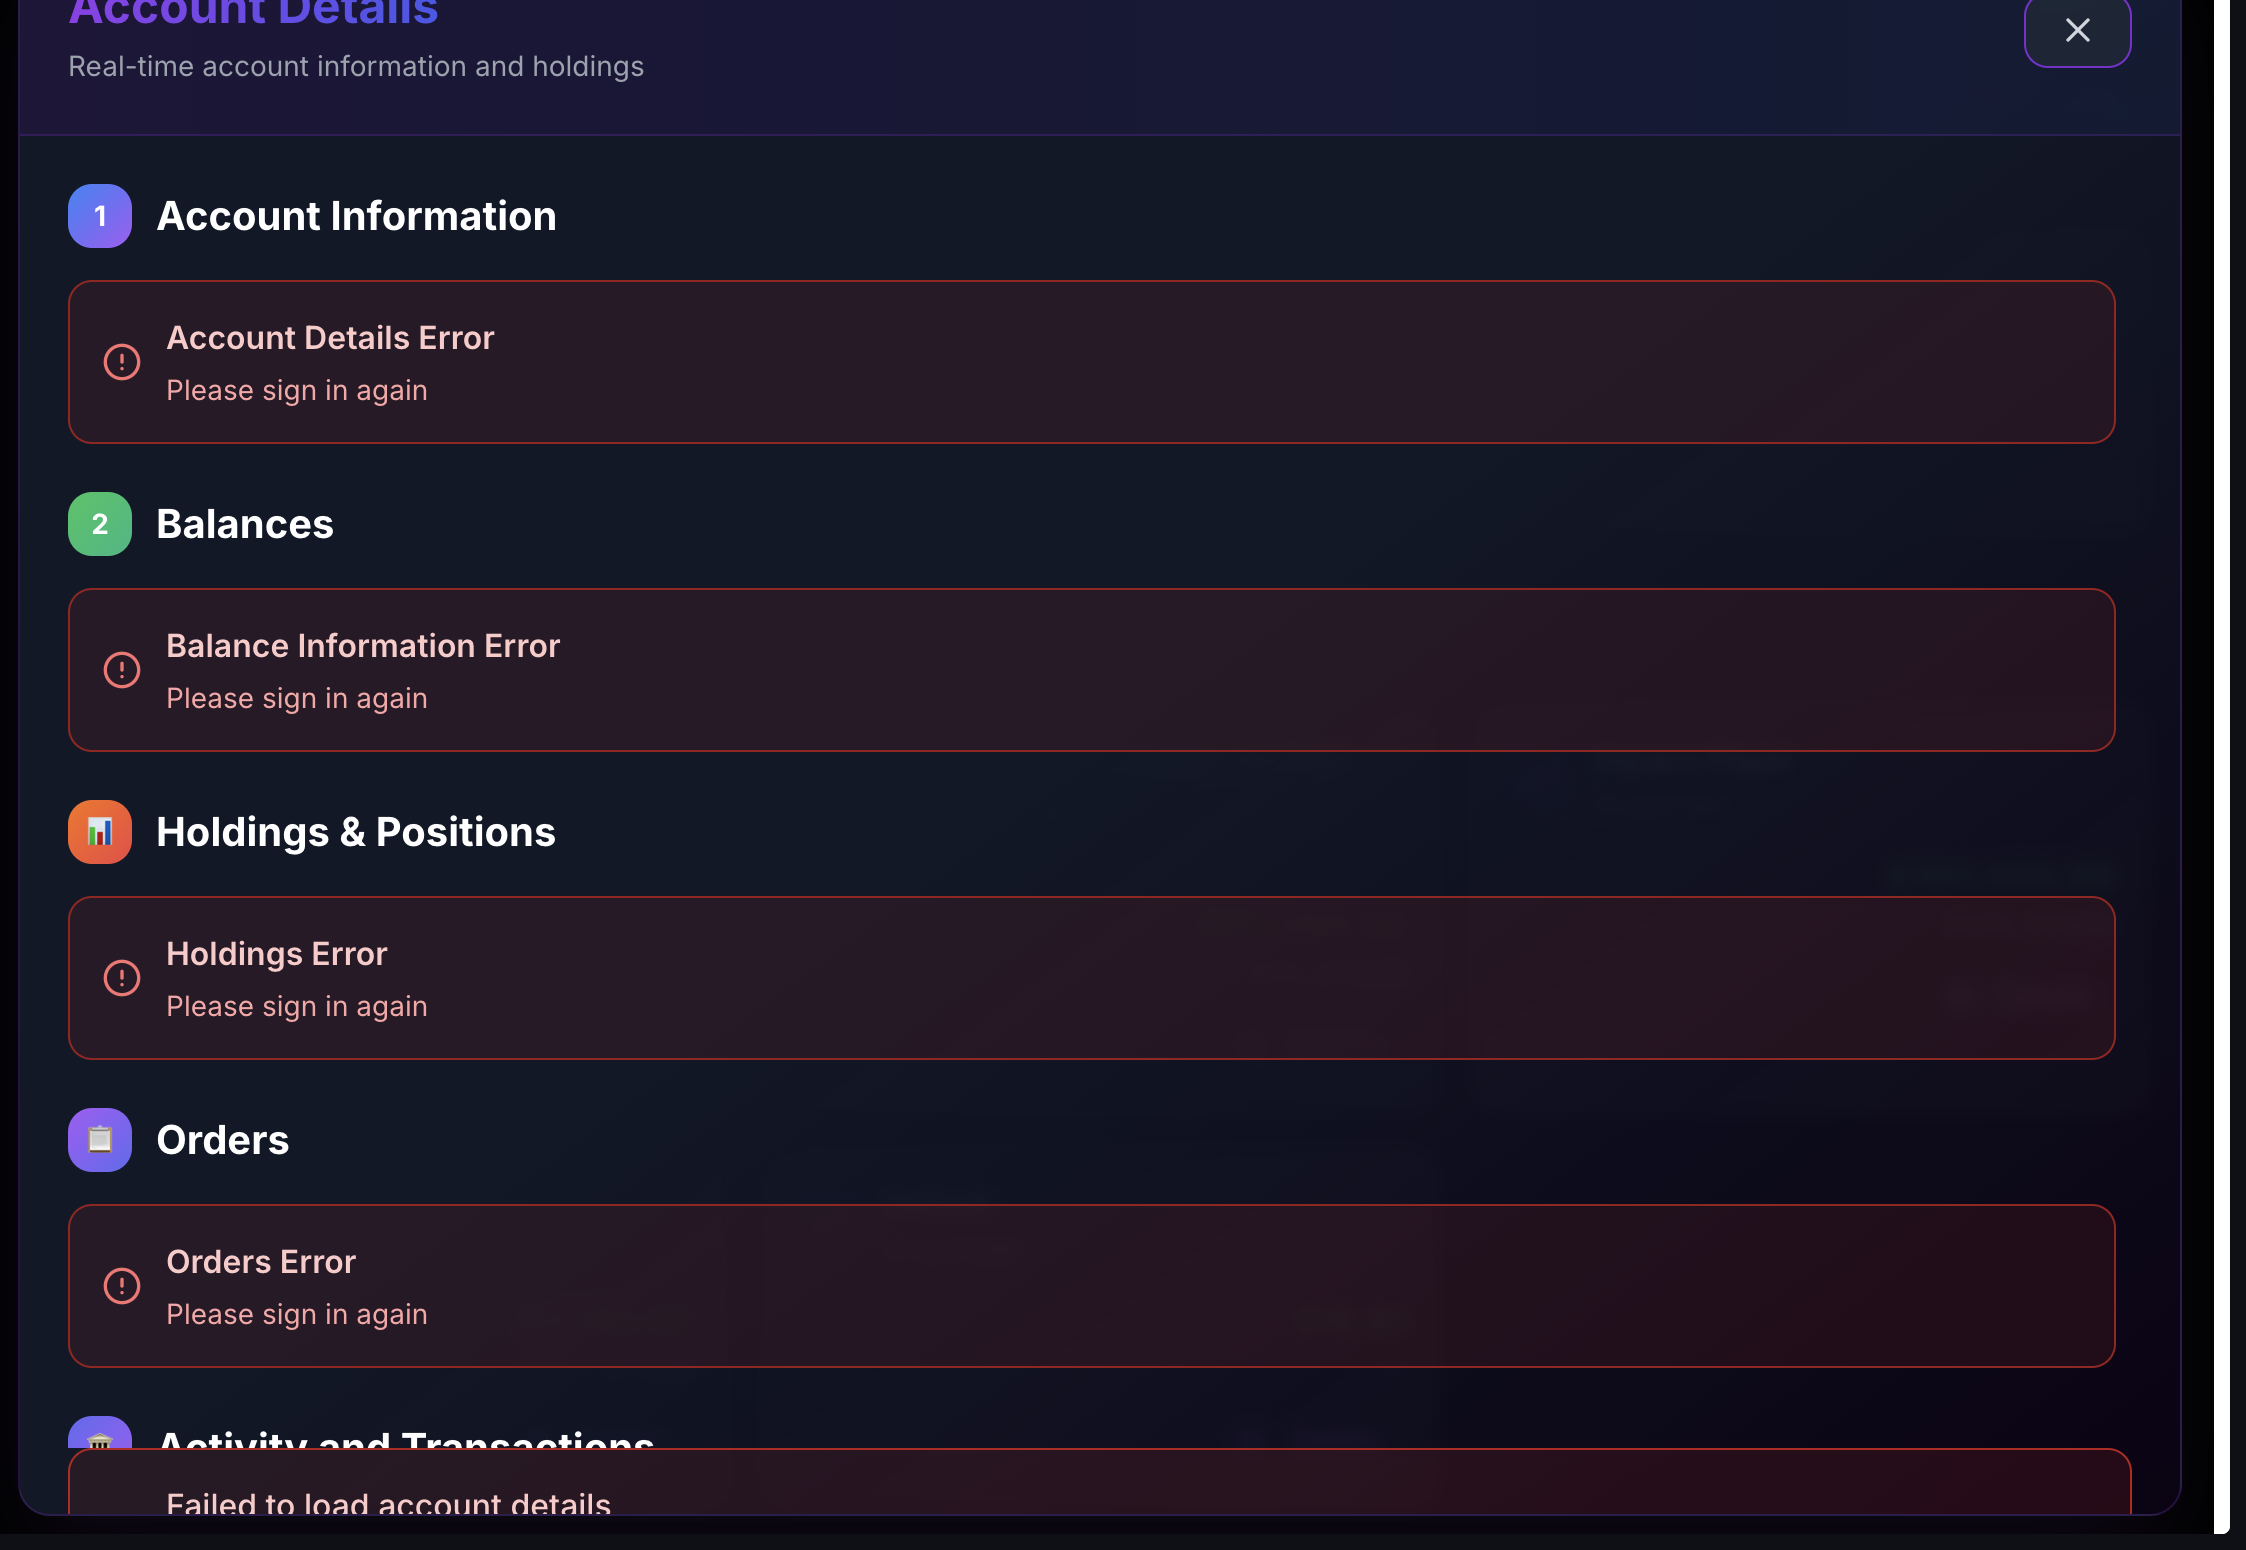 Account Details
Real-time account information and holdings
1 Account Information
Account Details Error
Please sign in again
2 Balances
Balance Information Error
Please sign in again
Holdings & Positions
Holdings Error
Please sign in again
Orders
Orders Error
Please sign in again
Activity and Transactions
Failed to load account details